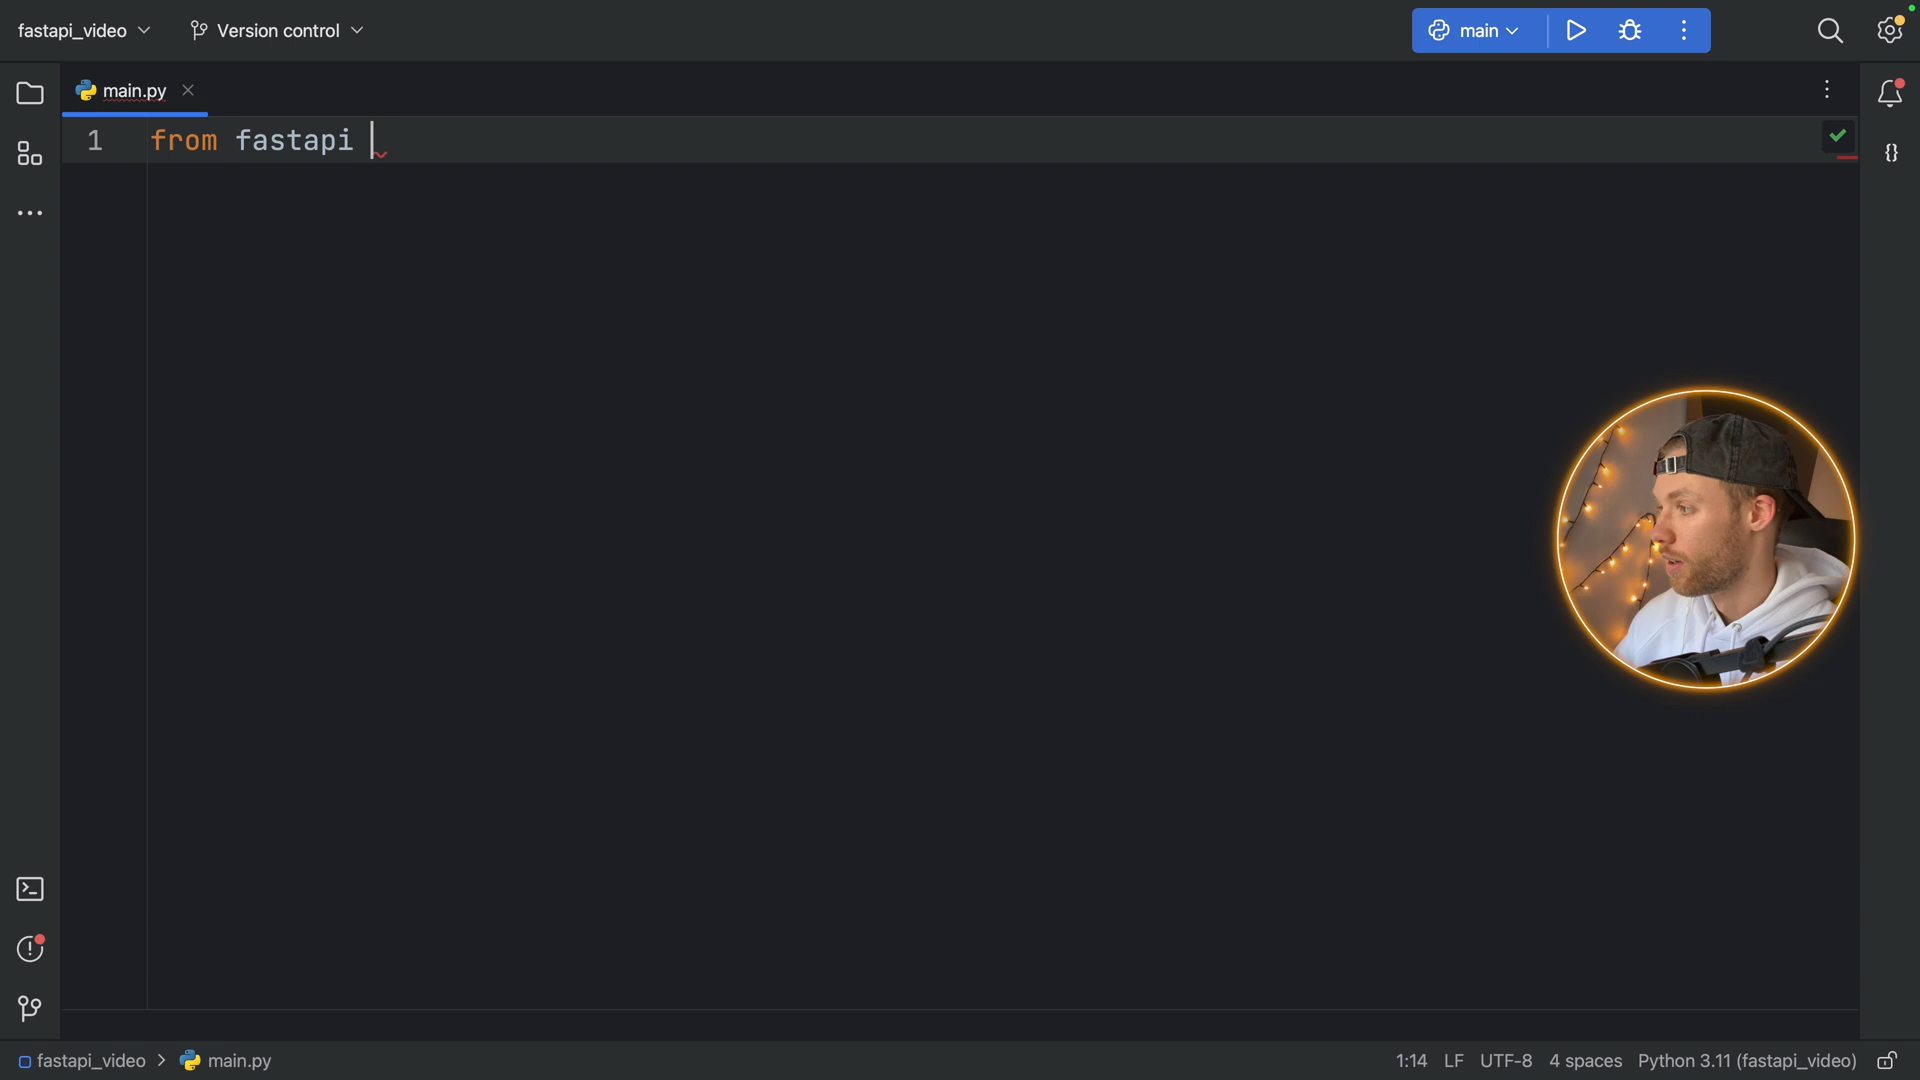 fastapi_video
Version control
main
main.py
1 from fastapi
{}
fastapi_video > main.py
1:14 LF UTF-8 4 spaces Python 3.11 (fastapi_video)